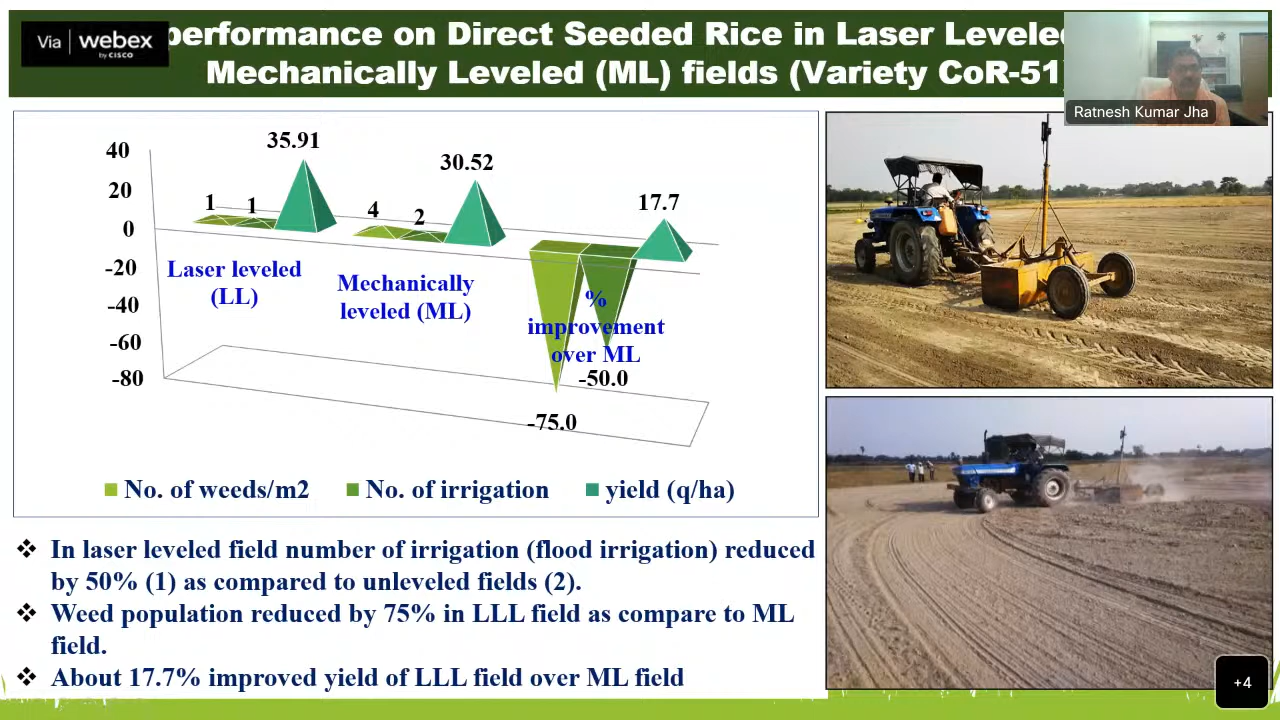 Via webex
by CISCO
performance on Direct Seeded Rice in Laser Leveled
Mechanically Leveled (ML) fields (Variety CoR-51)
Ratnesh Kumar Jha
40
20
0
-20
-40
-60
-80
1
1
35.91
4
2
30.52
17.7
-50.0
-75.0
Laser leveled
(LL)
Mechanically
leveled (ML)
%
improvement
over ML
No. of weeds/m2 No. of irrigation yield (q/ha)
❖ In laser leveled field number of irrigation (flood irrigation) reduced
by 50% (1) as compared to unleveled fields (2).
❖ Weed population reduced by 75% in LLL field as compare to ML
field.
❖ About 17.7% improved yield of LLL field over ML field
+4